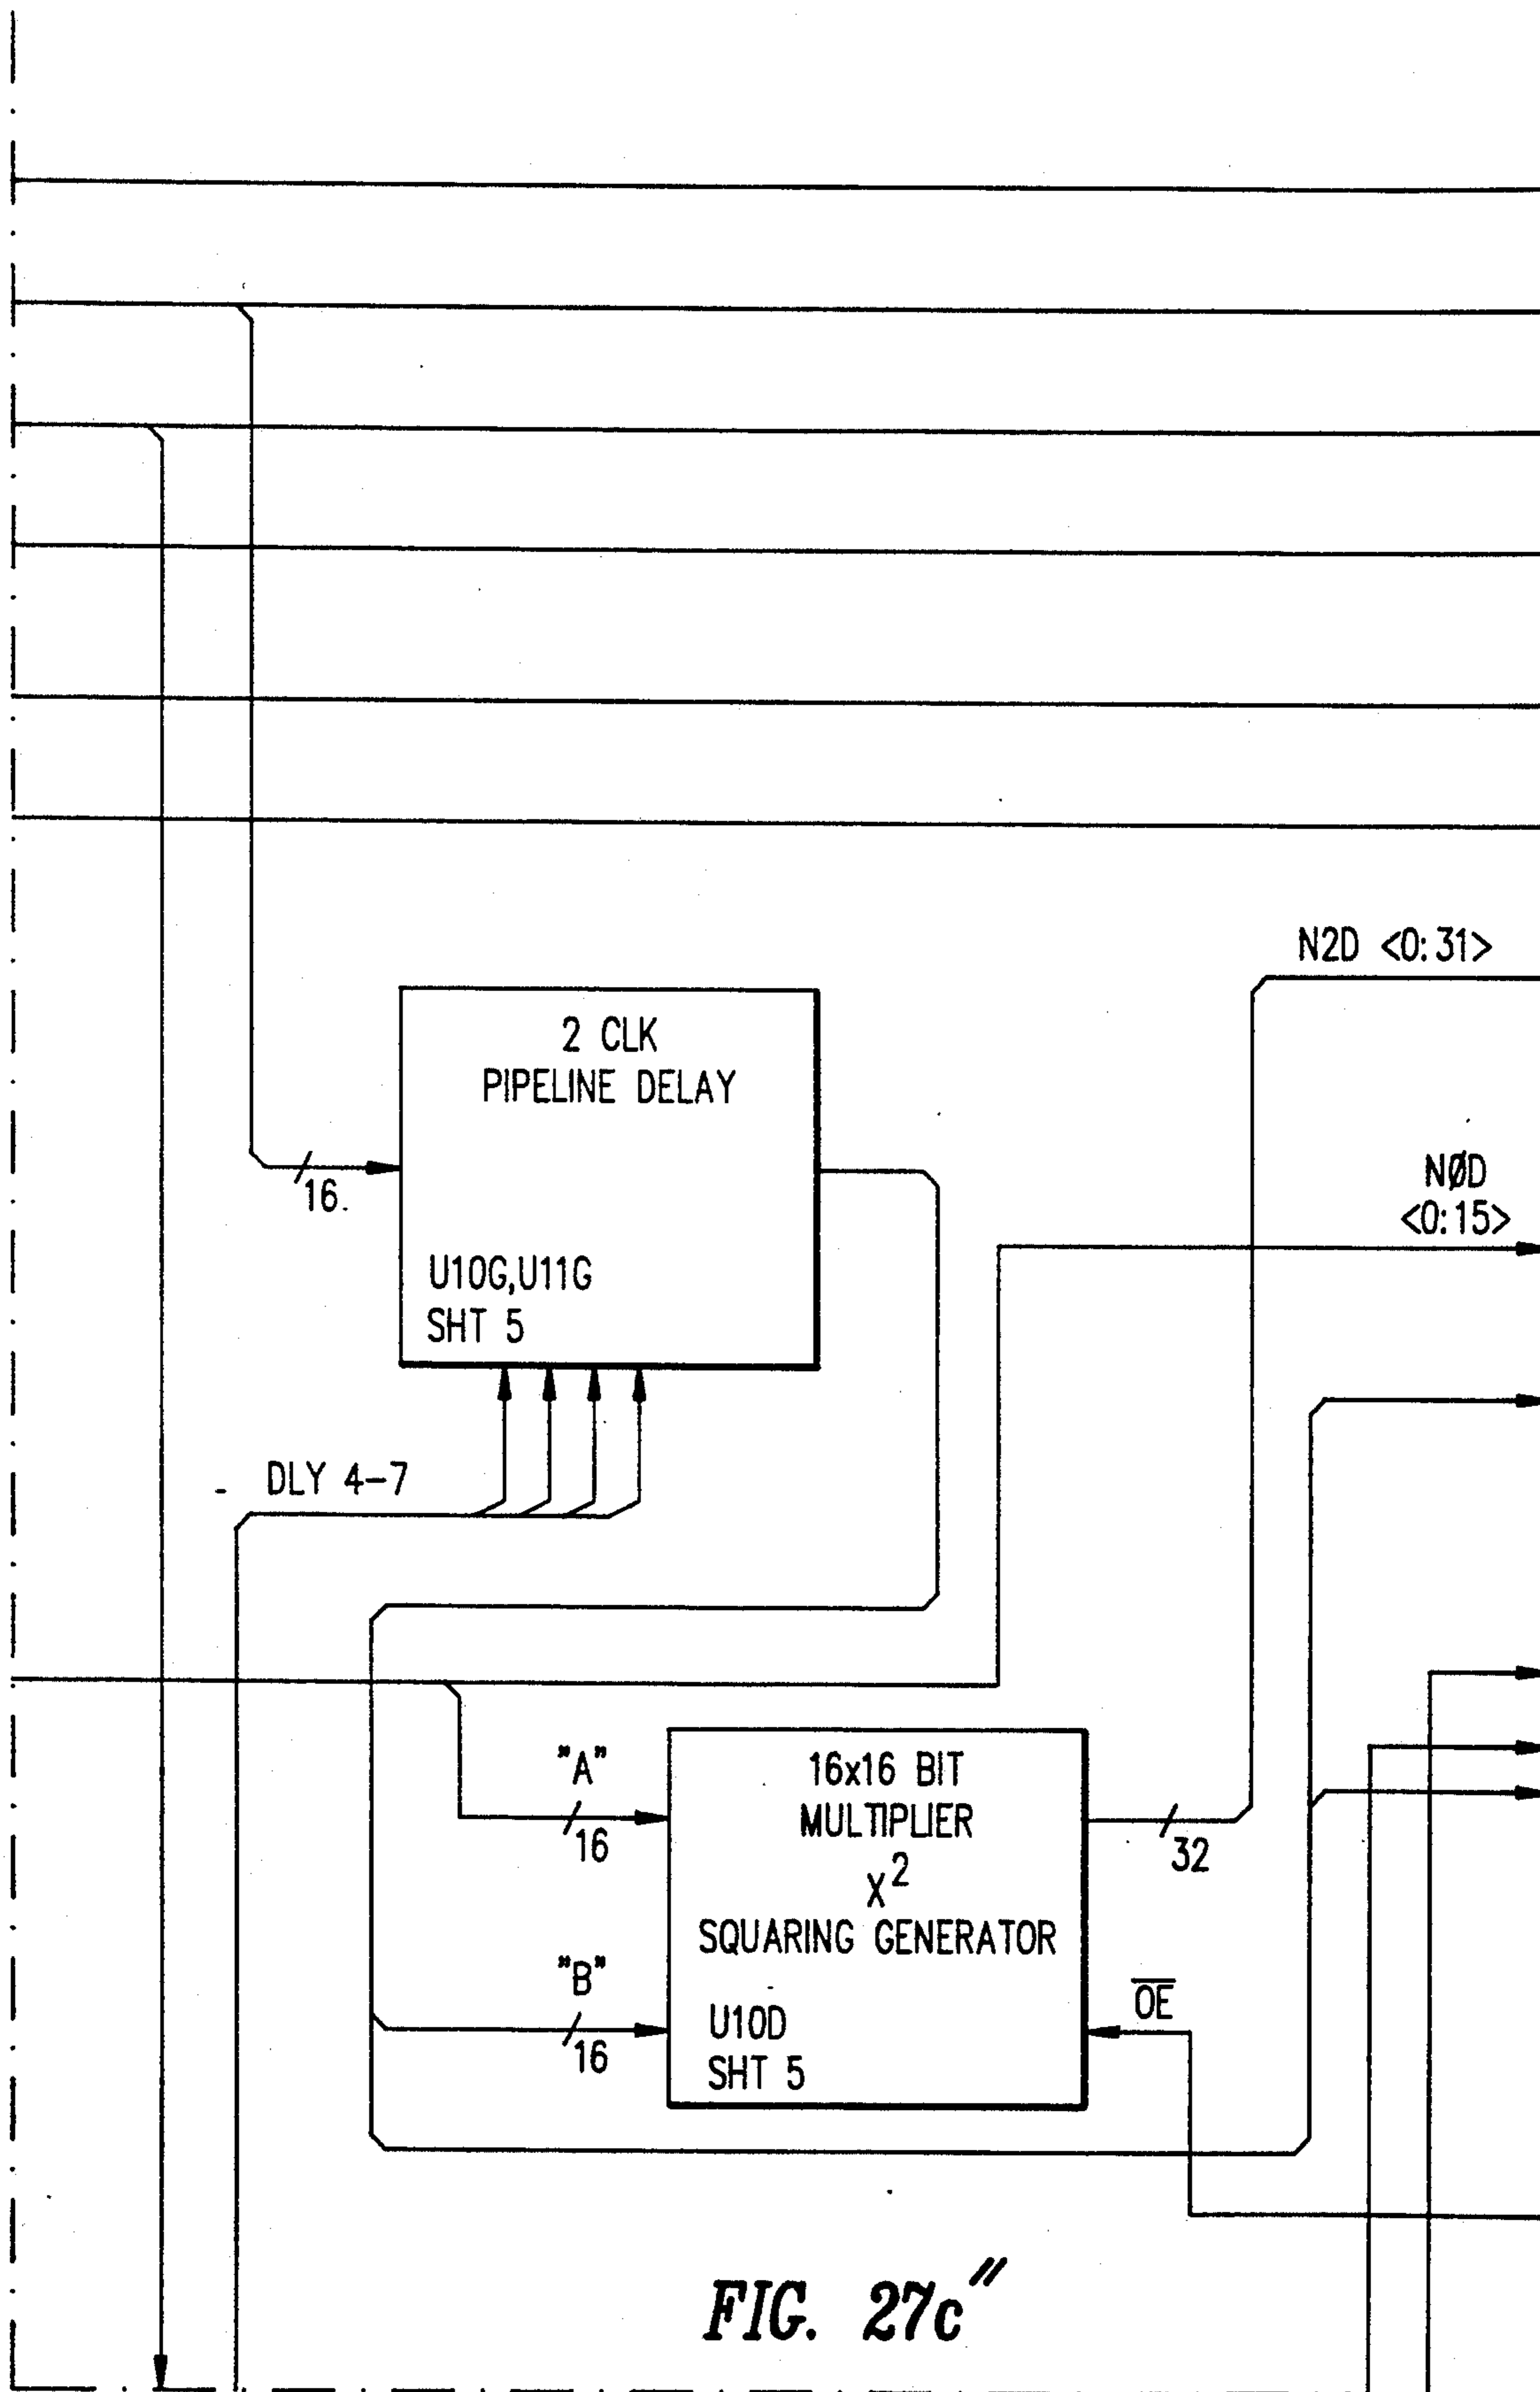 N2D <0:31>
2 CLK
PIPELINE DELAY
16
NØD
<0:15>
U10G,U11G
SHT 5
DLY 4-7
"A"
16
16x16 BIT
MULTIPLIER
X²
SQUARING GENERATOR
32
"B"
16
U10D
SHT 5
O̅E̅
FIG. 27c"